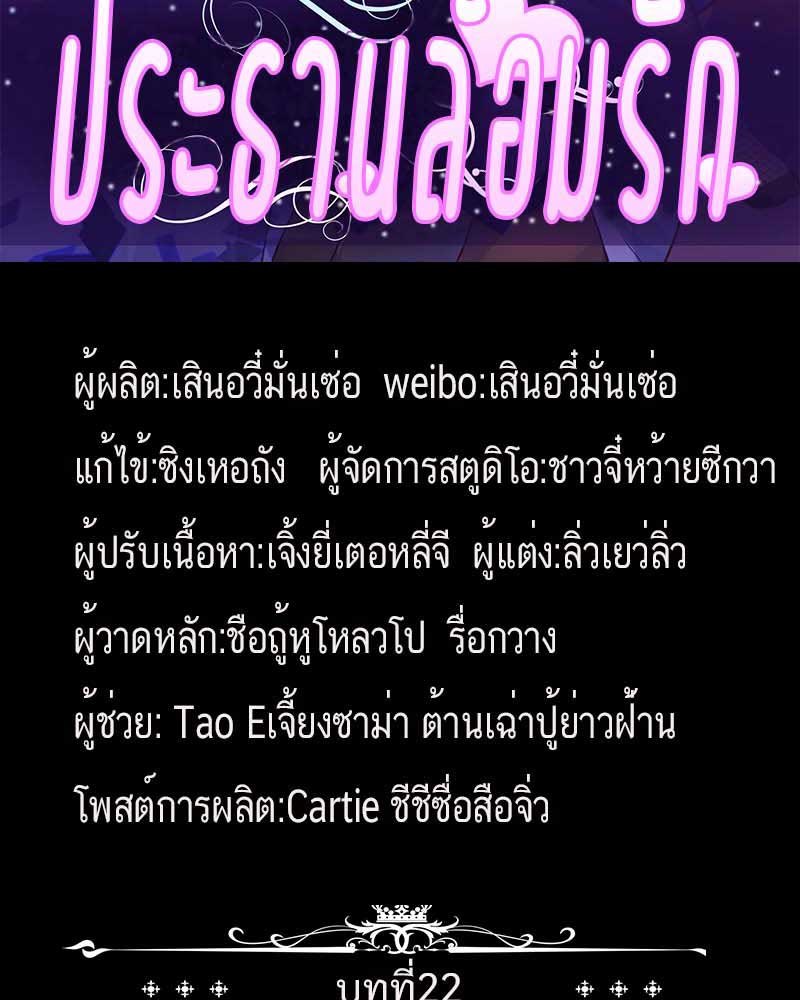 ประธานล้อมรัก
ผู้ผลิต:เสินอวี๋มั่นเซ่อ weibo:เสินอวี๋มั่นเซ่อ
แก้ไข้:ซิงเหอถัง ผู้จัดการสตูดิโอ:ชาวจี๋หว้ายซีกวา
ผู้ปรับเนื้อหา:เจิ้งยี่เตอหลี่จี ผู้แต่ง:ลิ่วเยว่ลิ่ว
ผู้วาดหลัก:ชือถู้หูโหลวโป รื่อกวาง
ผู้ช่วย: Tao Eเจี้ยงซาม่า ต้านเฉ่าปู้ย่าวฝ้าน
โพสต์การผลิต:Cartie ชีชีซื่อสือจิ่ว
บทที่22